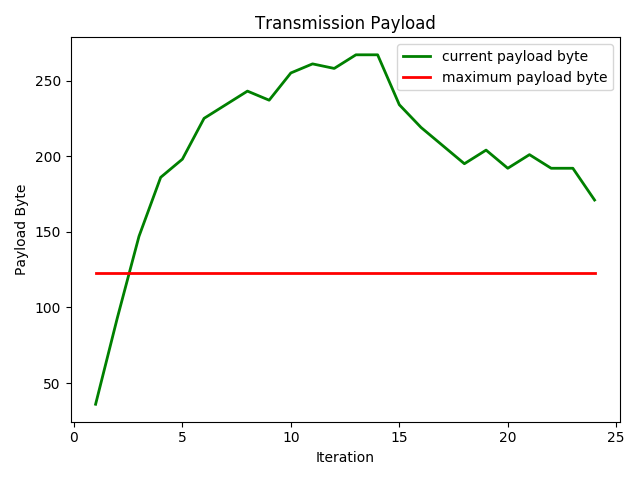 Transmission Payload
current payload byte
maximum payload byte
250
200
150
100
50
Payload Byte
0
5
10
15
20
25
Iteration